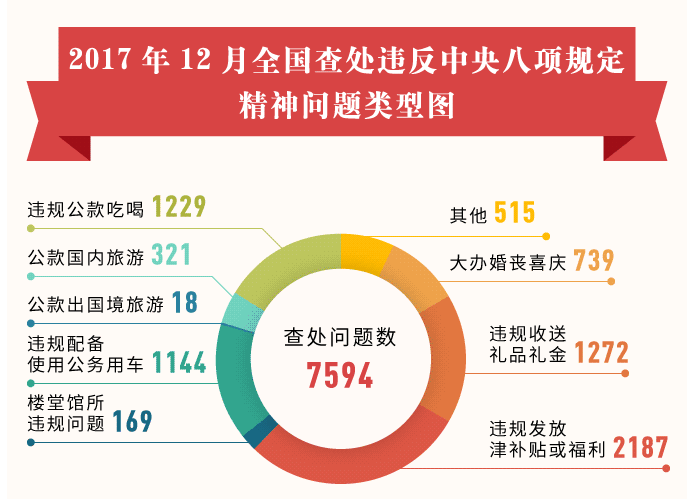 2017 年 12 月全国查处违反中央八项规定
精神问题类型图
违规公款吃喝 1229
公款国内旅游 321
公款出国境旅游 18
违规配备
使用公务用车 1144
楼堂馆所
违规问题 169
查处问题数
7594
其他 515
大办婚丧喜庆 739
违规收送
礼品礼金 1272
违规发放
津补贴或福利 2187